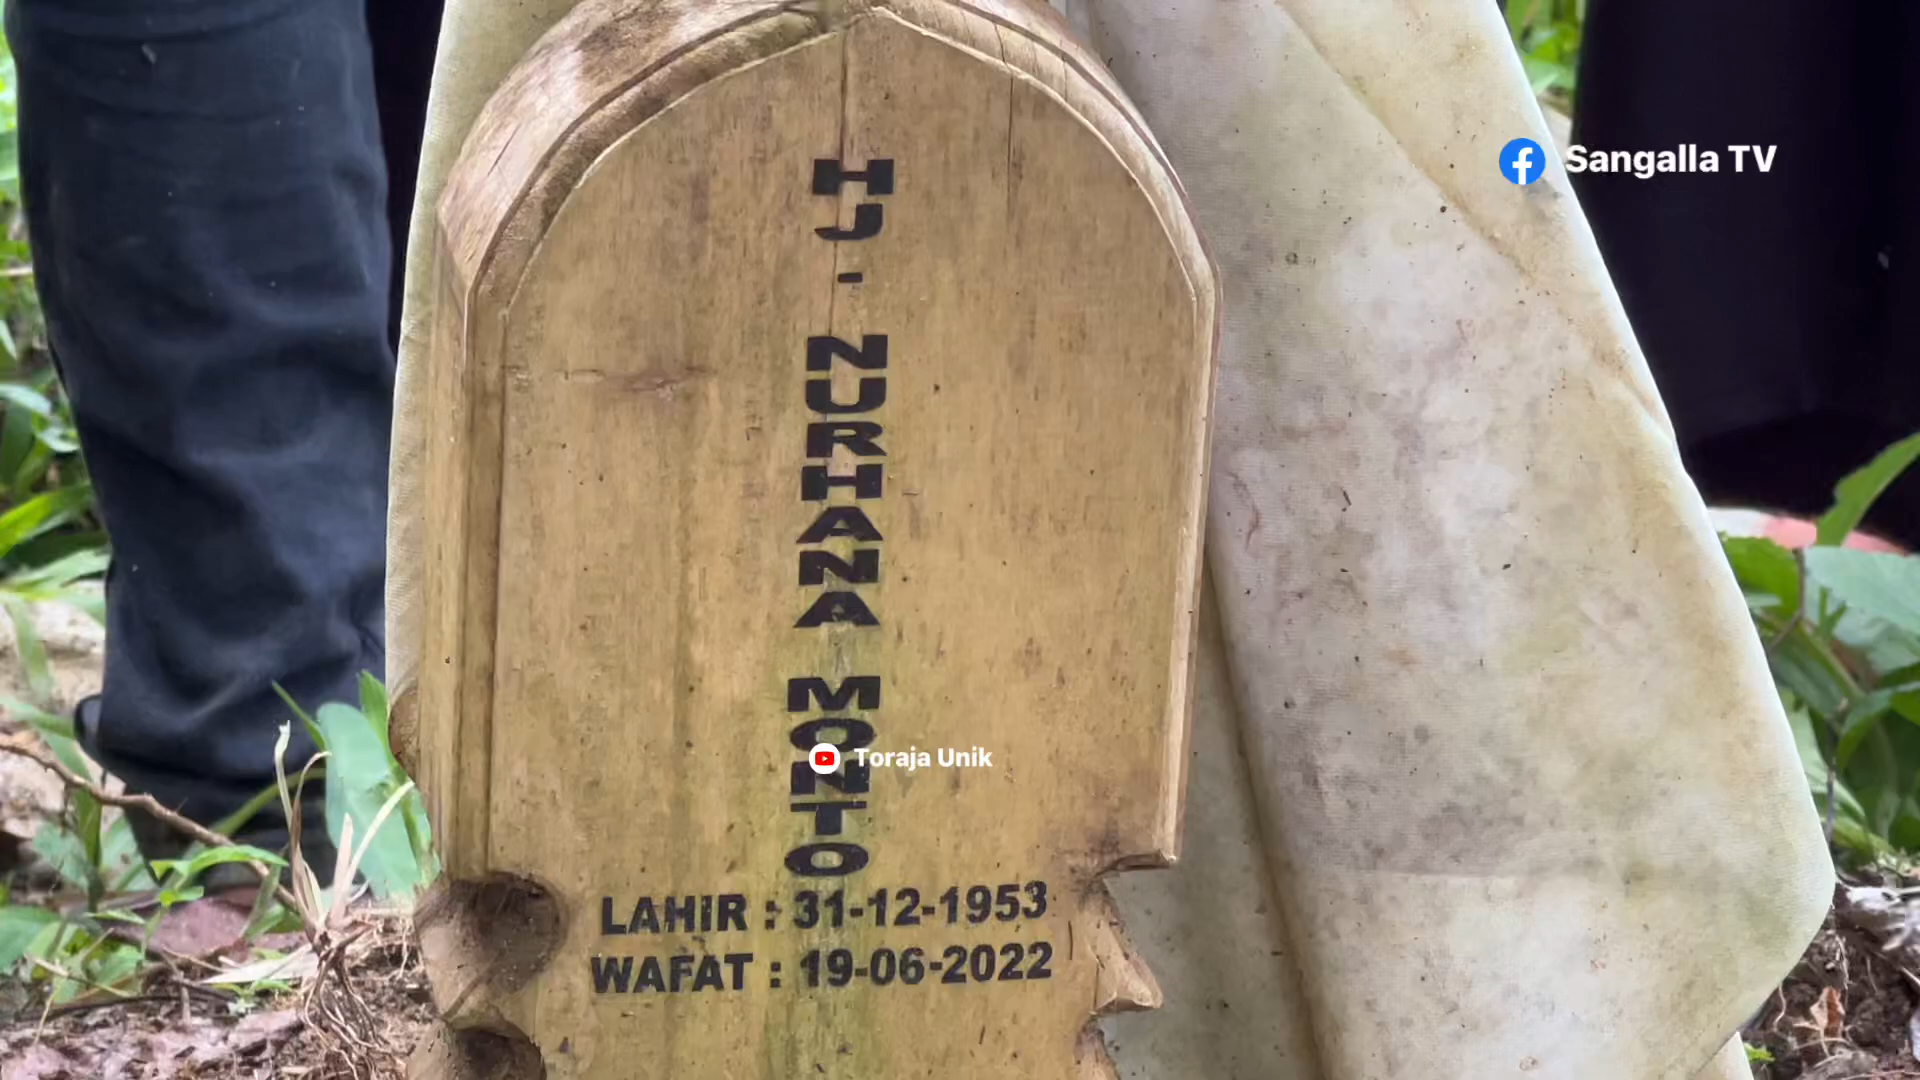 HJ. NURHANA MONTO
LAHIR : 31-12-1953
WAFAT : 19-06-2022
Sangalla TV
Toraja Unik